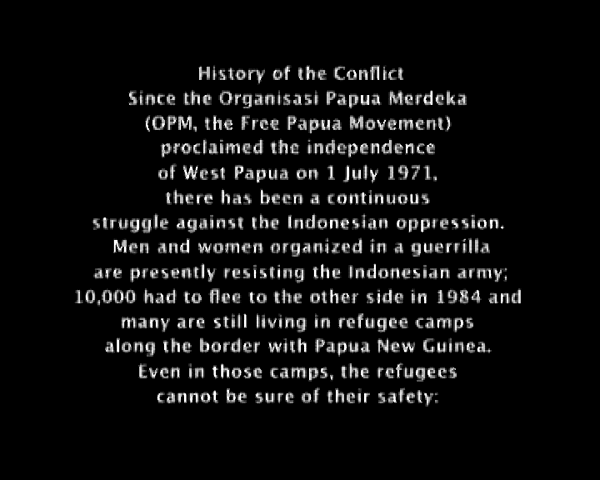 History of the Conflict
Since the Organisasi Papua Merdeka
(OPM, the Free Papua Movement)
proclaimed the independence
of West Papua on 1 July 1971,
there has been a continuous
struggle against the Indonesian oppression.
Men and women organized in a guerrilla
are presently resisting the Indonesian army;
10,000 had to flee to the other side in 1984 and
many are still living in refugee camps
along the border with Papua New Guinea.
Even in those camps, the refugees
cannot be sure of their safety: